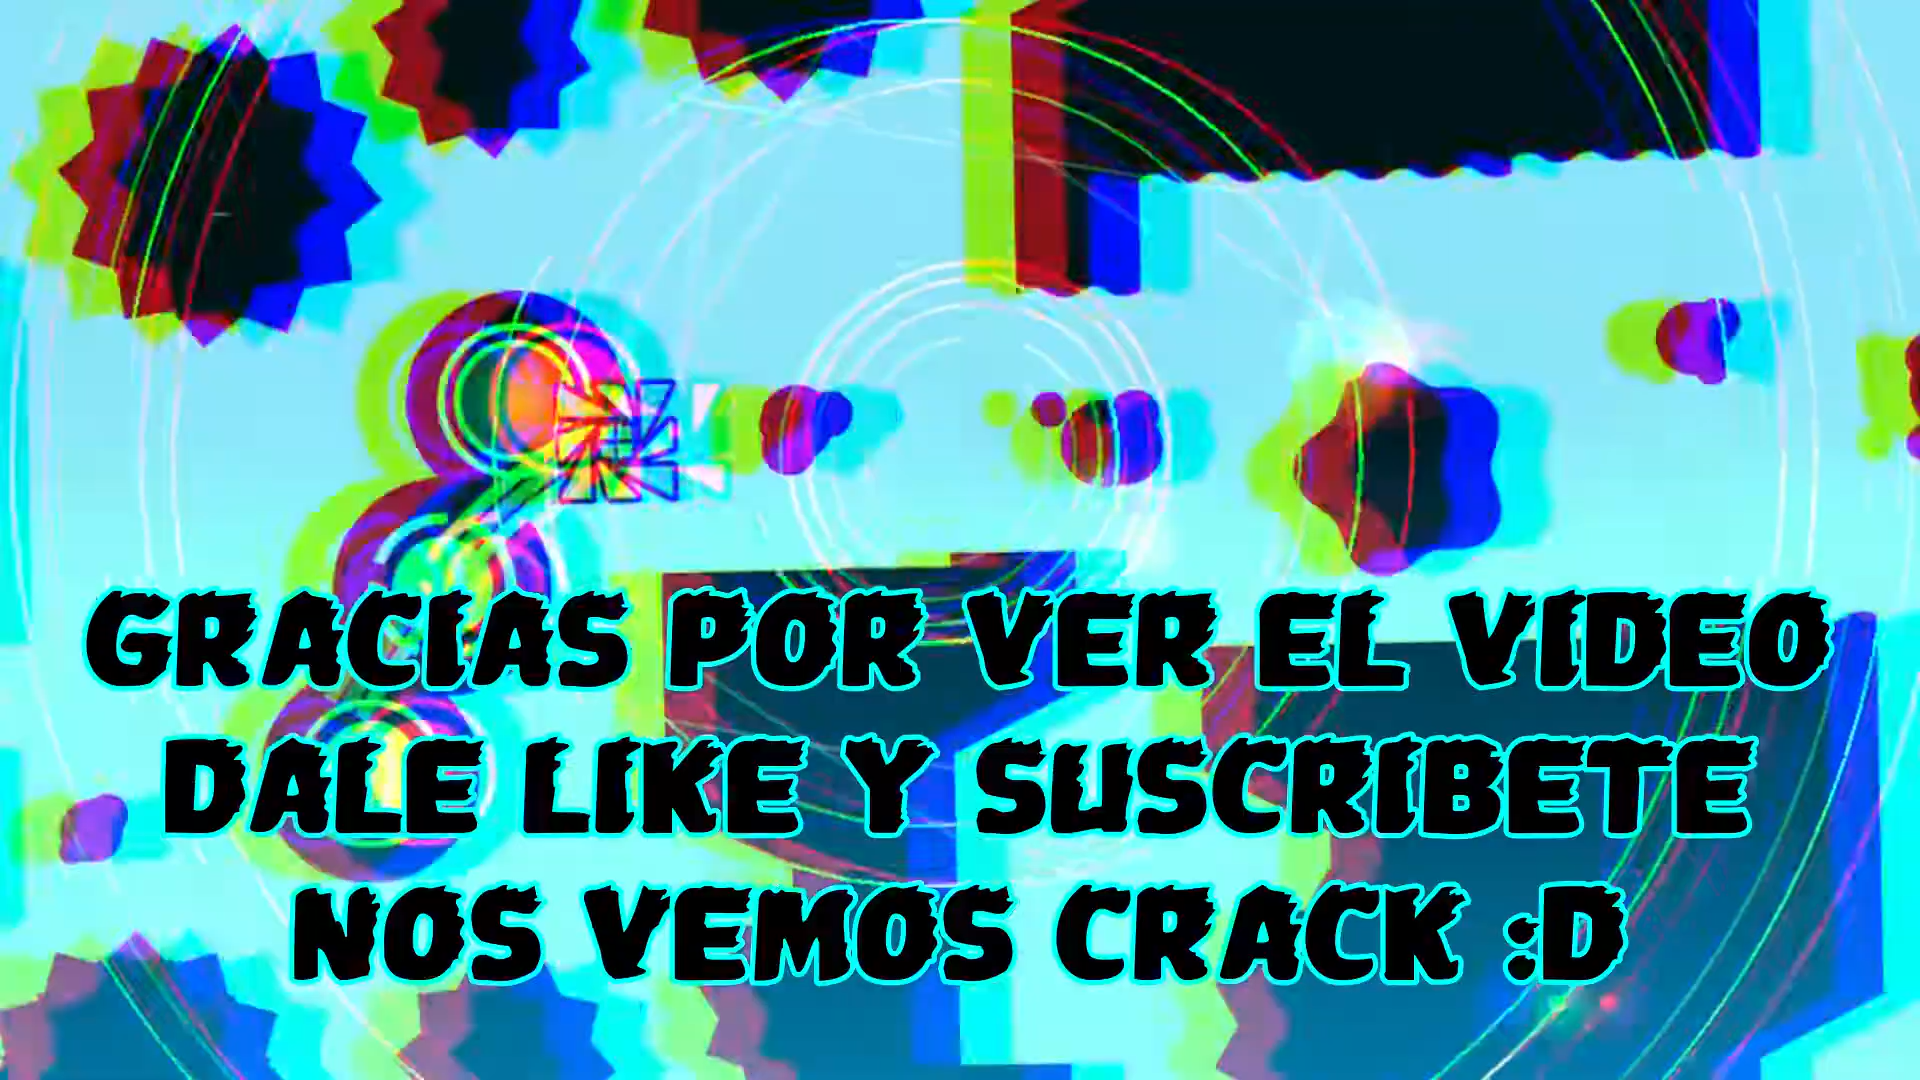 GRACIAS POR VER EL VIDEO
DALE LIKE Y SUSCRIBETE
NOS VEMOS CRACK :D